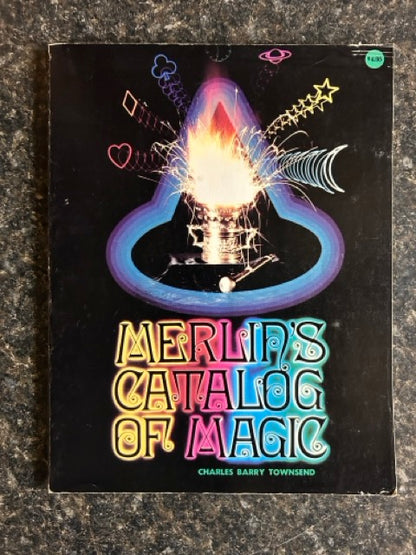 MERLIN'S
CATALOG
OF MAGIC
CHARLES BARRY TOWNSEND